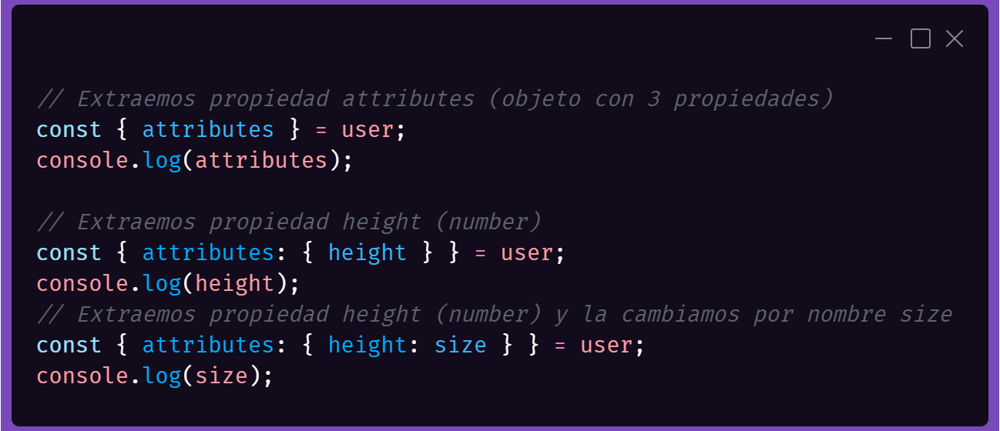 // Extraemos propiedad attributes (objeto con 3 propiedades)
const { attributes } = user;
console.log(attributes);
// Extraemos propiedad height (number)
const { attributes: { height } } = user;
console.log(height);
// Extraemos propiedad height (number) y la cambiamos por nombre size
const { attributes: { height: size } } = user;
console.log(size);